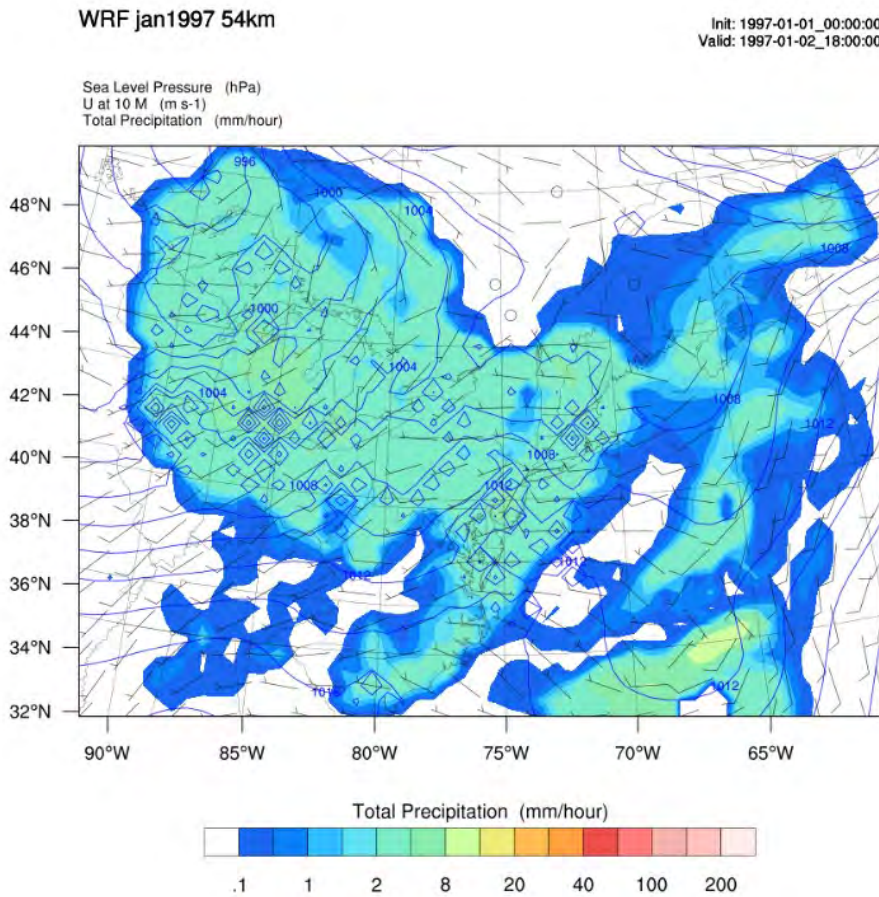 WRF jan1997 54km
Init: 1997-01-01_00:00:00
Valid: 1997-01-02_18:00:00
Sea Level Pressure (hPa)
U at 10 M (m s-1)
Total Precipitation (mm/hour)
996
1000
1004
48°N
1008
46°N
1000
44°N
1004
1004
42°N
1008
1012
40°N
1008
1008
1012
38°N
1012
1012
36°N
34°N
1012
32°N
90°W 85°W 80°W 75°W 70°W 65°W
Total Precipitation (mm/hour)
.1 1 2 8 20 40 100 200